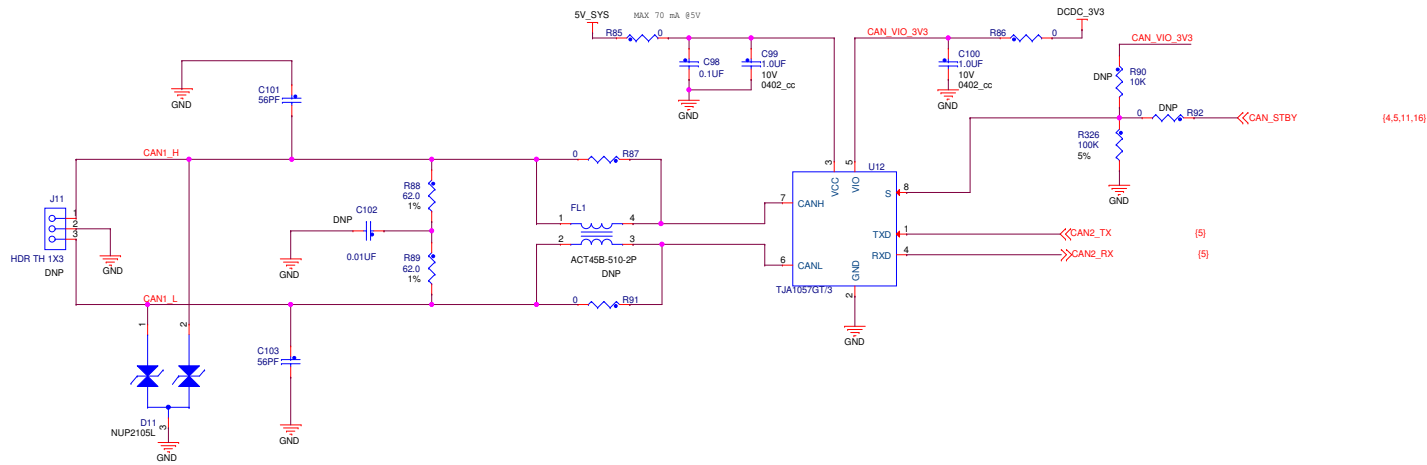 5V_SYS
MAX 70 mA @5V
R85
0
C98
0.1UF
C99
1.0UF
10V
0402_cc
GND
CAN_VIO_3V3
R86
0
DCDC_3V3
C100
1.0UF
10V
0402_cc
GND
CAN_VIO_3V3
DNP
R90
10K
DNP
0
R92
CAN_STBY
{4,5,11,16}
R326
100K
5%
GND
GND
C101
56PF
CAN1_H
0
R87
R88
62.0
1%
J11
1
2
3
HDR TH 1X3
DNP
GND
DNP
C102
0.01UF
GND
R89
62.0
1%
FL1
1
4
2
3
ACT45B-510-2P
DNP
0
R91
CAN1_L
1
2
C103
56PF
GND
D11
NUP2105L
3
GND
U12
3
5
VCC
VIO
7
CANH
6
CANL
S
8
TXD
1
RXD
4
GND
2
TJA1057GT/3
GND
CAN2_TX
{5}
CAN2_RX
{5}